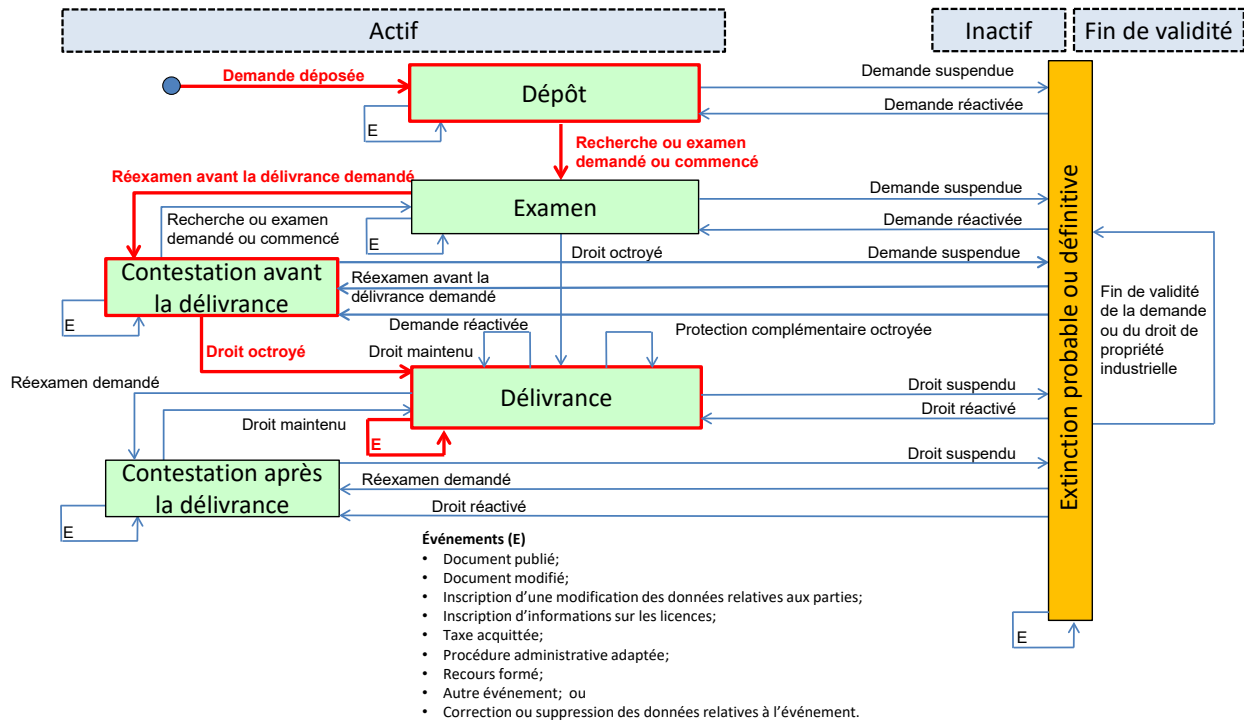 Actif
Inactif
Fin de validité
Demande déposée
Dépôt
Demande suspendue
Demande réactivée
E
Recherche ou examen
demandé ou commencé
Réexamen avant la délivrance demandé
Examen
Demande suspendue
Demande réactivée
Recherche ou examen
demandé ou commencé
E
Droit octroyé
Demande suspendue
Contestation avant
la délivrance
Réexamen avant la
délivrance demandé
E
Demande réactivée
Protection complémentaire octroyée
Droit octroyé
Droit maintenu
Fin de validité
de la demande
ou du droit de
propriété
industrielle
Extinction probable ou définitive
Réexamen demandé
Délivrance
Droit suspendu
Droit réactivé
Droit maintenu
E
Contestation après
la délivrance
Droit suspendu
Réexamen demandé
Droit réactivé
E
Événements (E)
• Document publié;
• Document modifié;
• Inscription d’une modification des données relatives aux parties;
• Inscription d’informations sur les licences;
• Taxe acquittée;
• Procédure administrative adaptée;
• Recours formé;
• Autre événement; ou
• Correction ou suppression des données relatives à l’événement.
E